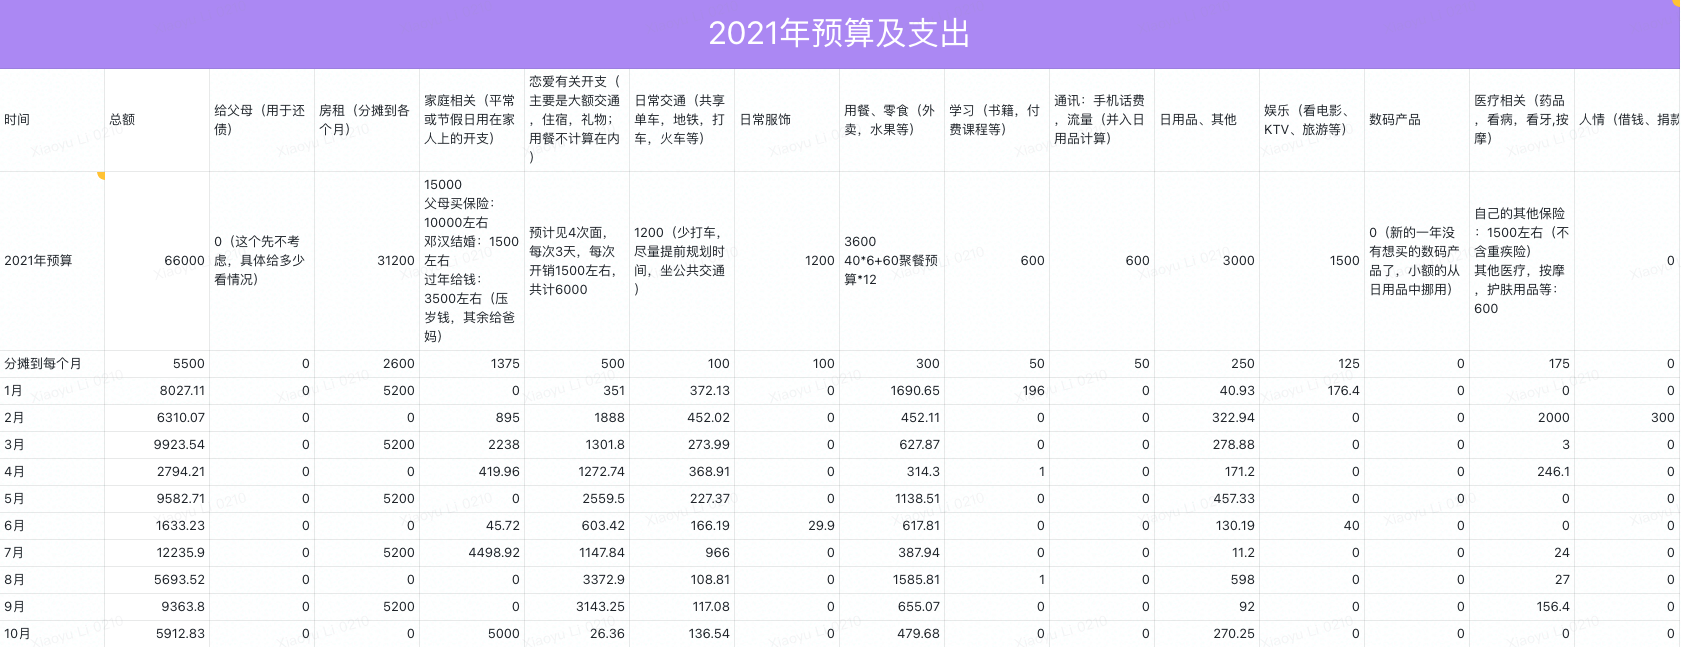 2021年预算及支出
时间
总额
给父母（用于还
债）
房租（分摊到各
个月）
家庭相关（平常
或节假日用在家
人上的开支）
恋爱有关开支（
主要是大额交通
，住宿，礼物；
用餐不计算在内
）
日常交通（共享
单车，地铁，打
车，火车等）
日常服饰
用餐、零食（外
卖，水果等）
学习（书籍，付
费课程等）
通讯：手机话费
，流量（并入日
用品计算）
日用品、其他
娱乐（看电影、
KTV、旅游等）
数码产品
医疗相关（药品
，看病，看牙,按
摩）
人情（借钱、捐款
2021年预算
66000
0（这个先不考
虑，具体给多少
看情况）
31200
15000
父母买保险：
10000左右
邓汉结婚：1500
左右
过年给钱：
3500左右（压
岁钱，其余给爸
妈）
预计见4次面，
每次3天，每次
开销1500左右，
共计6000
1200（少打车，
尽量提前规划时
间，坐公共交通
）
1200
3600
40*6+60聚餐预
算*12
600
600
3000
1500
0（新的一年没
有想买的数码产
品了，小额的从
日用品中挪用）
自己的其他保险
：1500左右（不
含重疾险）
其他医疗，按摩
，护肤用品等：
600
0
分摊到每个月 5500 0 2600 1375 500 100 100 300 50 50 250 125 0 175 0
1月 8027.11 0 5200 0 351 372.13 0 1690.65 196 0 40.93 176.4 0 0 0
2月 6310.07 0 0 895 1888 452.02 0 452.11 0 0 322.94 0 0 2000 300
3月 9923.54 0 5200 2238 1301.8 273.99 0 627.87 0 0 278.88 0 0 3 0
4月 2794.21 0 0 419.96 1272.74 368.91 0 314.3 1 0 171.2 0 0 246.1 0
5月 9582.71 0 5200 0 2559.5 227.37 0 1138.51 0 0 457.33 0 0 0 0
6月 1633.23 0 0 45.72 603.42 166.19 29.9 617.81 0 0 130.19 40 0 0 0
7月 12235.9 0 5200 4498.92 1147.84 966 0 387.94 0 0 11.2 0 0 24 0
8月 5693.52 0 0 0 3372.9 108.81 0 1585.81 1 0 598 0 0 27 0
9月 9363.8 0 5200 0 3143.25 117.08 0 655.07 0 0 92 0 0 156.4 0
10月 5912.83 0 0 5000 26.36 136.54 0 479.68 0 0 270.25 0 0 0 0
Xiaoyu Li 0210